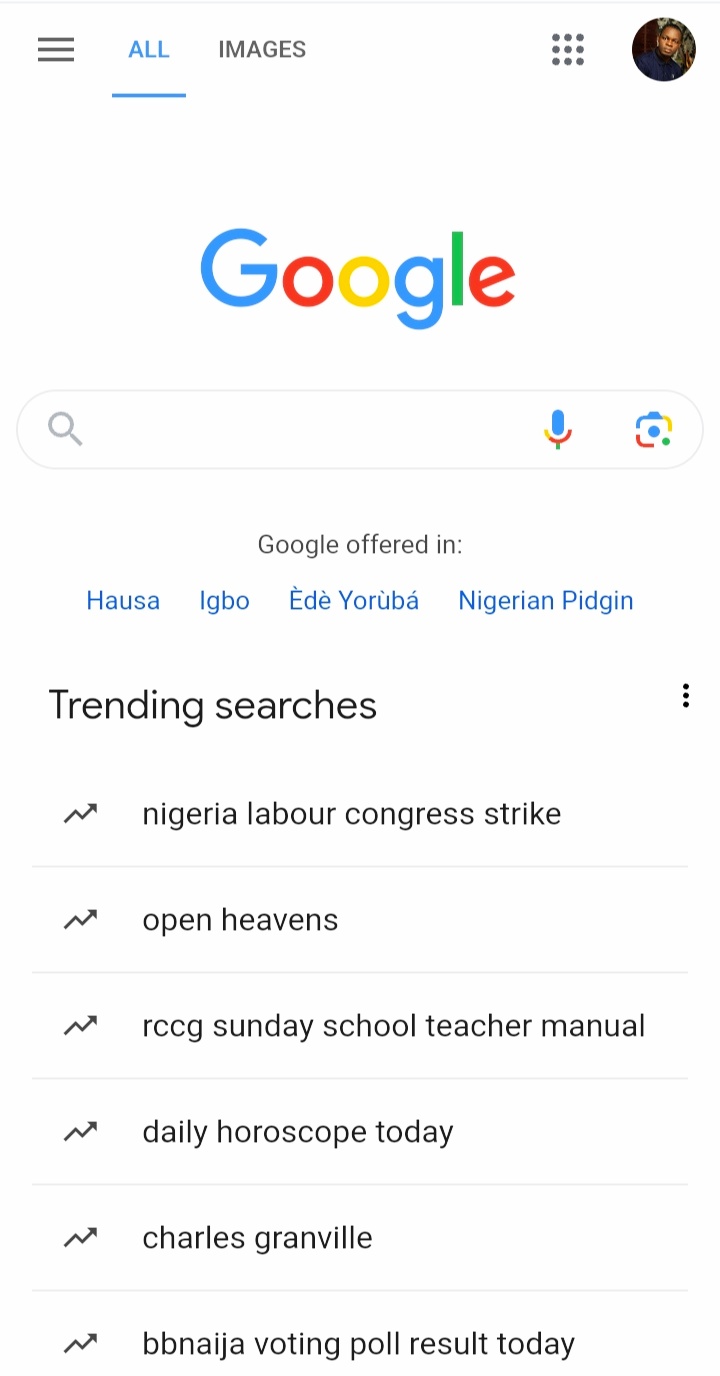 ALL IMAGES
Google
Google offered in:
Hausa Igbo Èdè Yorùbá Nigerian Pidgin
Trending searches
nigeria labour congress strike
open heavens
rccg sunday school teacher manual
daily horoscope today
charles granville
bbnaija voting poll result today